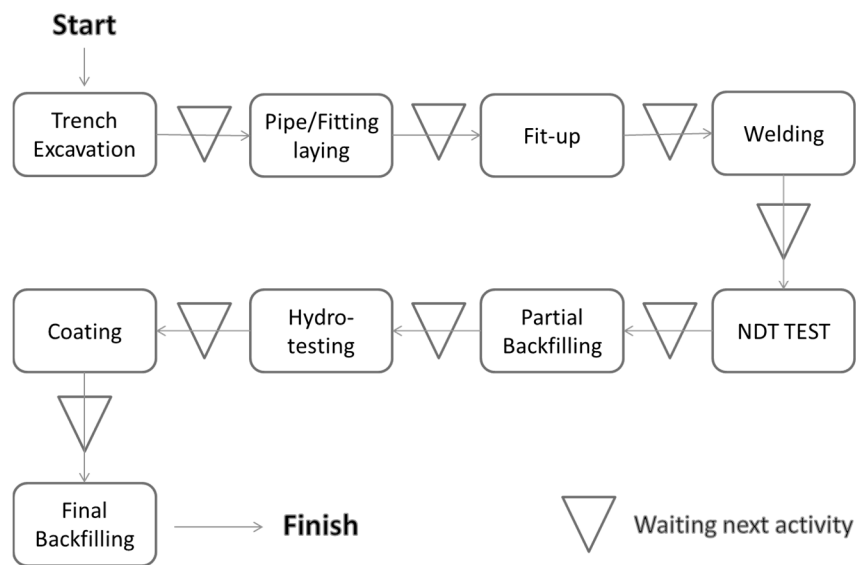 Start
Trench
Excavation
Pipe/Fitting
laying
Fit-up
Welding
NDT TEST
Partial
Backfilling
Hydro-
testing
Coating
Final
Backfilling
Finish
Waiting next activity